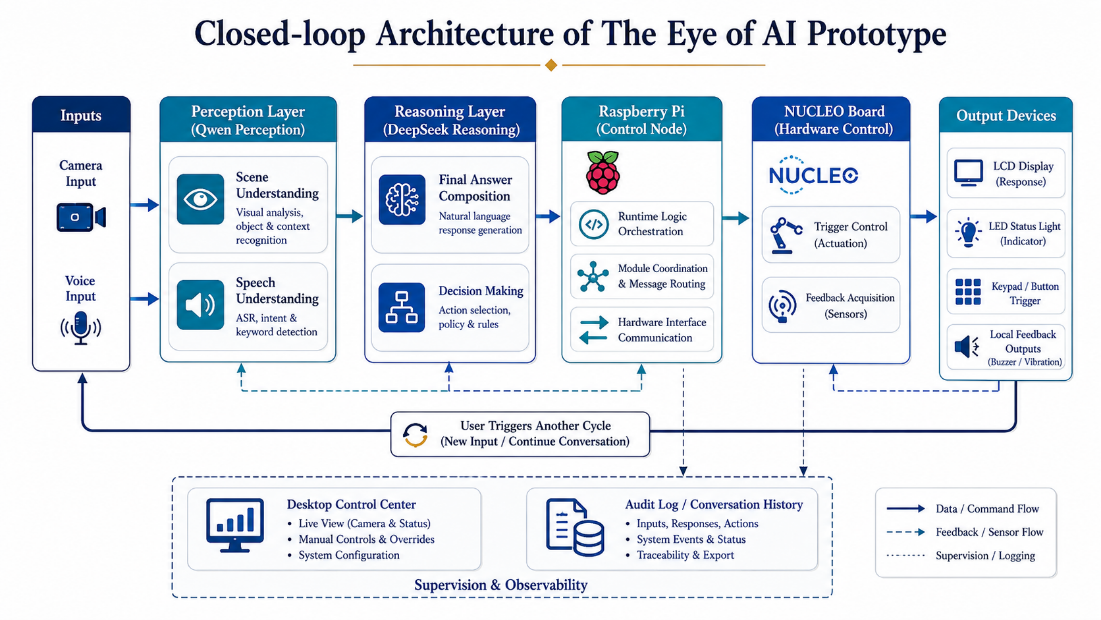 Closed-loop Architecture of The Eye of AI Prototype
Inputs
Camera
Input
Voice
Input
Perception Layer
(Qwen Perception)
Scene
Understanding
Visual analysis,
object & context
recognition
Speech
Understanding
ASR, intent &
keyword detection
Reasoning Layer
(DeepSeek Reasoning)
Final Answer
Composition
Natural language
response generation
Decision Making
Action selection,
policy & rules
Raspberry Pi
(Control Node)
Runtime Logic
Orchestration
Module Coordination
& Message Routing
Hardware Interface
Communication
NUCLEO Board
(Hardware Control)
NUCLEO
Trigger Control
(Actuation)
Feedback Acquisition
(Sensors)
Output Devices
LCD Display
(Response)
LED Status Light
(Indicator)
Keypad / Button
Trigger
Local Feedback
Outputs
(Buzzer / Vibration)
User Triggers Another Cycle
(New Input / Continue Conversation)
Desktop Control Center
• Live View (Camera & Status)
• Manual Controls & Overrides
• System Configuration
Audit Log / Conversation History
• Inputs, Responses, Actions
• System Events & Status
• Traceability & Export
Supervision & Observability
Data / Command Flow
Feedback / Sensor Flow
Supervision / Logging